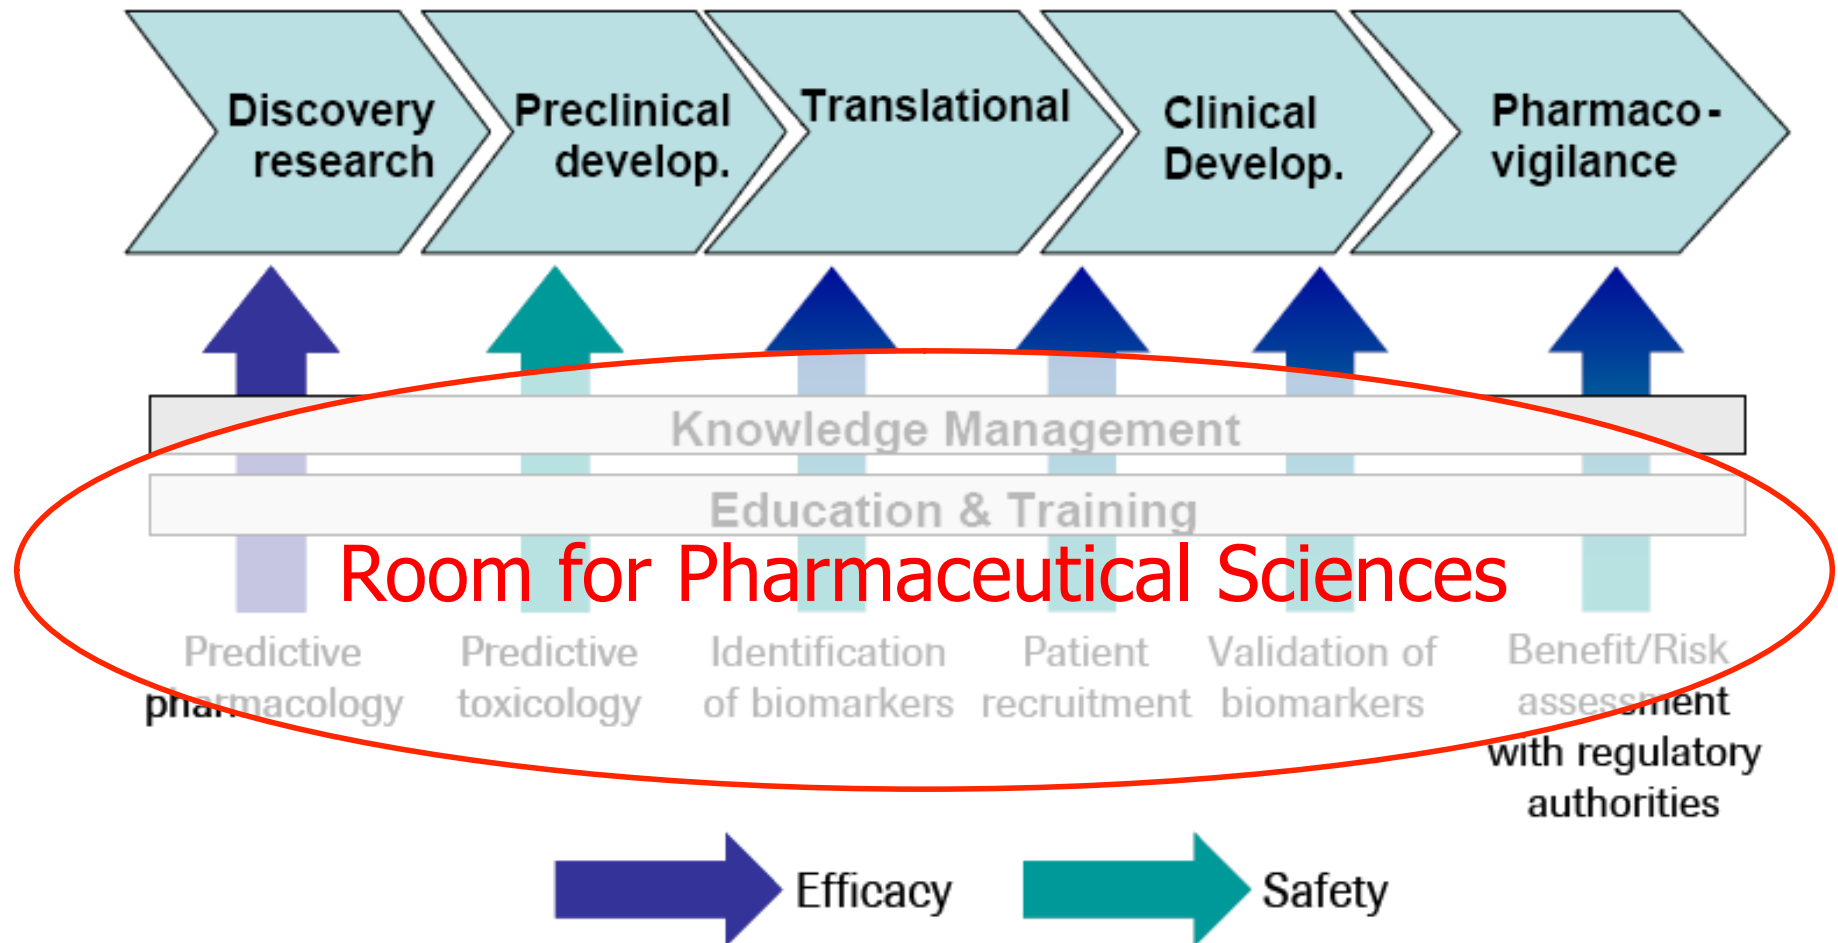 Discovery
research
Preclinical
develop.
Translational
Clinical
Develop.
Pharmaco-
vigilance
Knowledge Management
Education & Training
Room for Pharmaceutical Sciences
Predictive
pharmacology
Predictive
toxicology
Identification
of biomarkers
Patient
recruitment
Validation of
biomarkers
Benefit/Risk
assessment
with regulatory
authorities
Efficacy
Safety